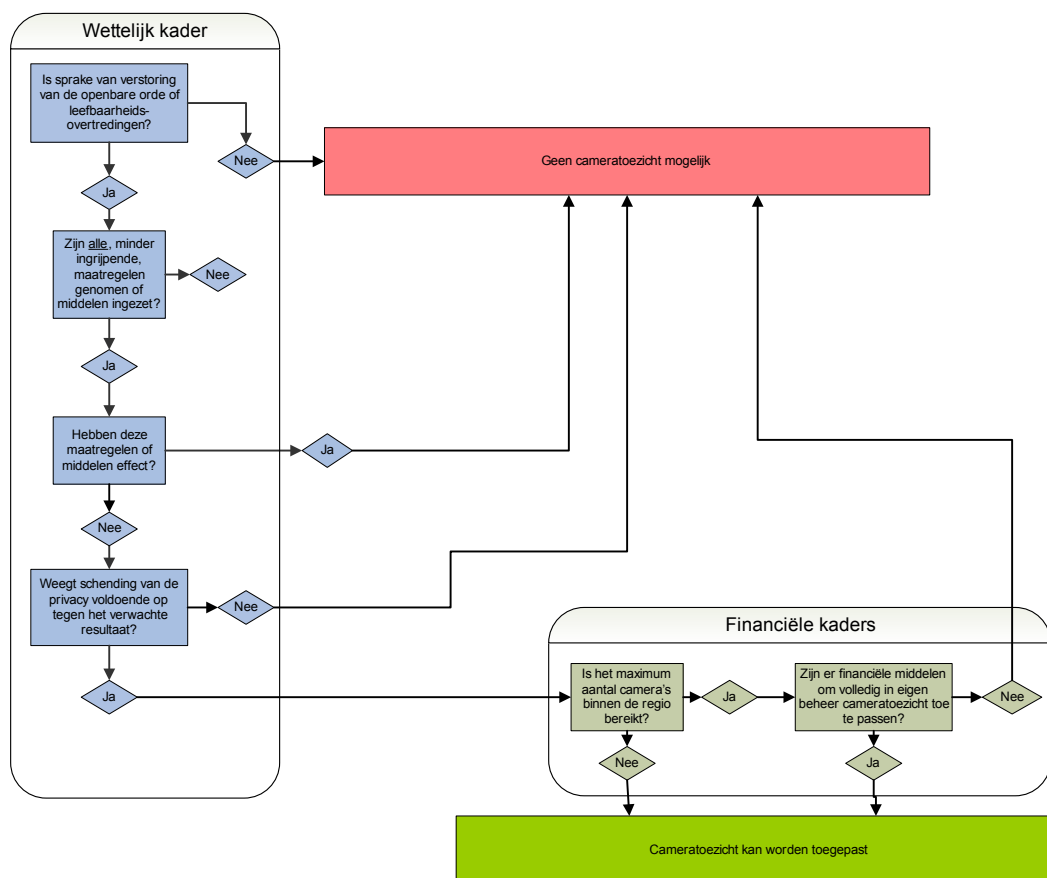 Wettelijk kader
Is sprake van verstoring
van de openbare orde of
leefbaarheids-
overtredingen?
Nee
Geen cameratoezicht mogelijk
Ja
Zijn alle, minder
ingrijpende,
maatregelen
genomen of
middelen ingezet?
Nee
Ja
Hebben deze
maatregelen of
middelen effect?
Ja
Nee
Weegt schending van de
privacy voldoende op
tegen het verwachte
resultaat?
Nee
Ja
Financiële kaders
Is het maximum
aantal camera's
binnen de regio
bereikt?
Ja
Zijn er financiële middelen
om volledig in eigen
beheer cameratoezicht toe
te passen?
Nee
Nee
Ja
Cameratoezicht kan worden toegepast